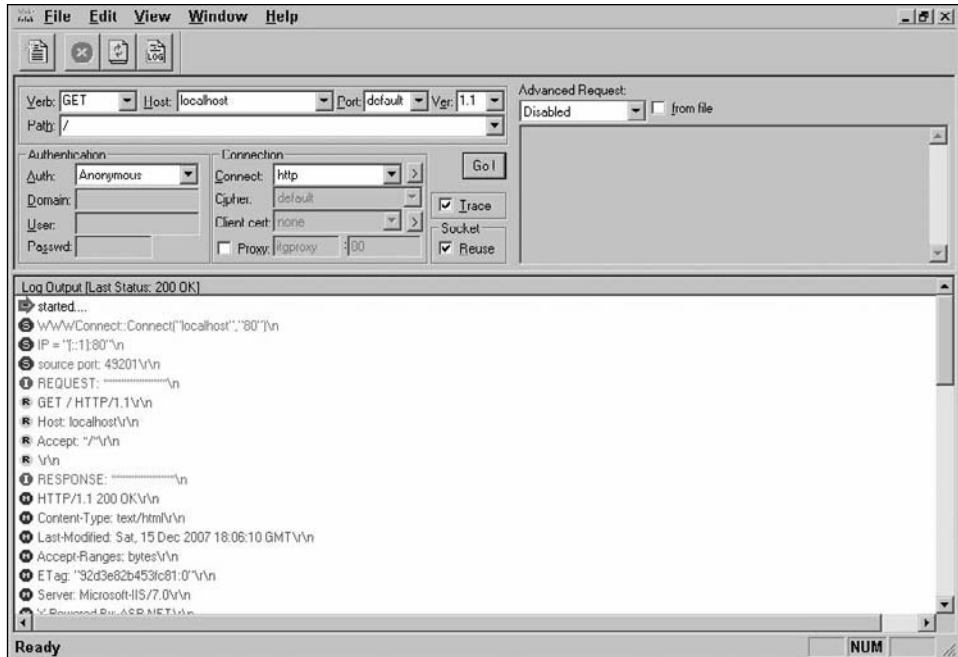 File Edit View Window Help
LOG
Verb: GET Host: localhost Port: default Ver: 1.1
Path: /
Advanced Request:
Disabled from file
Authentication
Auth: Anonymous
Domain:
User:
Passwd:
Connection
Connect: http >
Cipher: default
Client cert: none >
Proxy: itgproxy : 80
Go!
Trace
Socket
Reuse
Log Output [Last Status: 200 OK]
started....
WWWConnect::Connect("localhost","80")\n
IP = "[::1]:80"\n
source port: 49201\r\n
REQUEST: \n
GET / HTTP/1.1\r\n
Host: localhost\r\n
Accept: "/"\r\n
\r\n
RESPONSE: \n
HTTP/1.1 200 OK\r\n
Content-Type: text/html\r\n
Last-Modified: Sat, 15 Dec 2007 18:06:10 GMT\r\n
Accept-Ranges: bytes\r\n
ETag: "92d3e82b453fc81:0"\r\n
Server: Microsoft-IIS/7.0\r\n
X-Powered-By: ASP.NET\r\n
Ready NUM